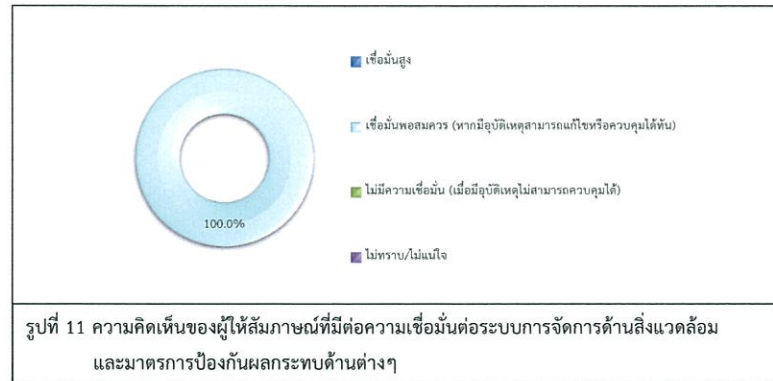 เชื่อมั่นสูง
เชื่อมั่นพอสมควร (หากมีอุบัติเหตุสามารถแก้ไขหรือควบคุมได้ทัน)
ไม่มีความเชื่อมั่น (เมื่อมีอุบัติเหตุไม่สามารถควบคุมได้)
100.0%
ไม่ทราบ/ไม่แน่ใจ
รูปที่ 11 ความคิดเห็นของผู้ให้สัมภาษณ์ที่มีต่อความเชื่อมั่นต่อระบบการจัดการด้านสิ่งแวดล้อม
และมาตรการป้องกันผลกระทบด้านต่างๆ